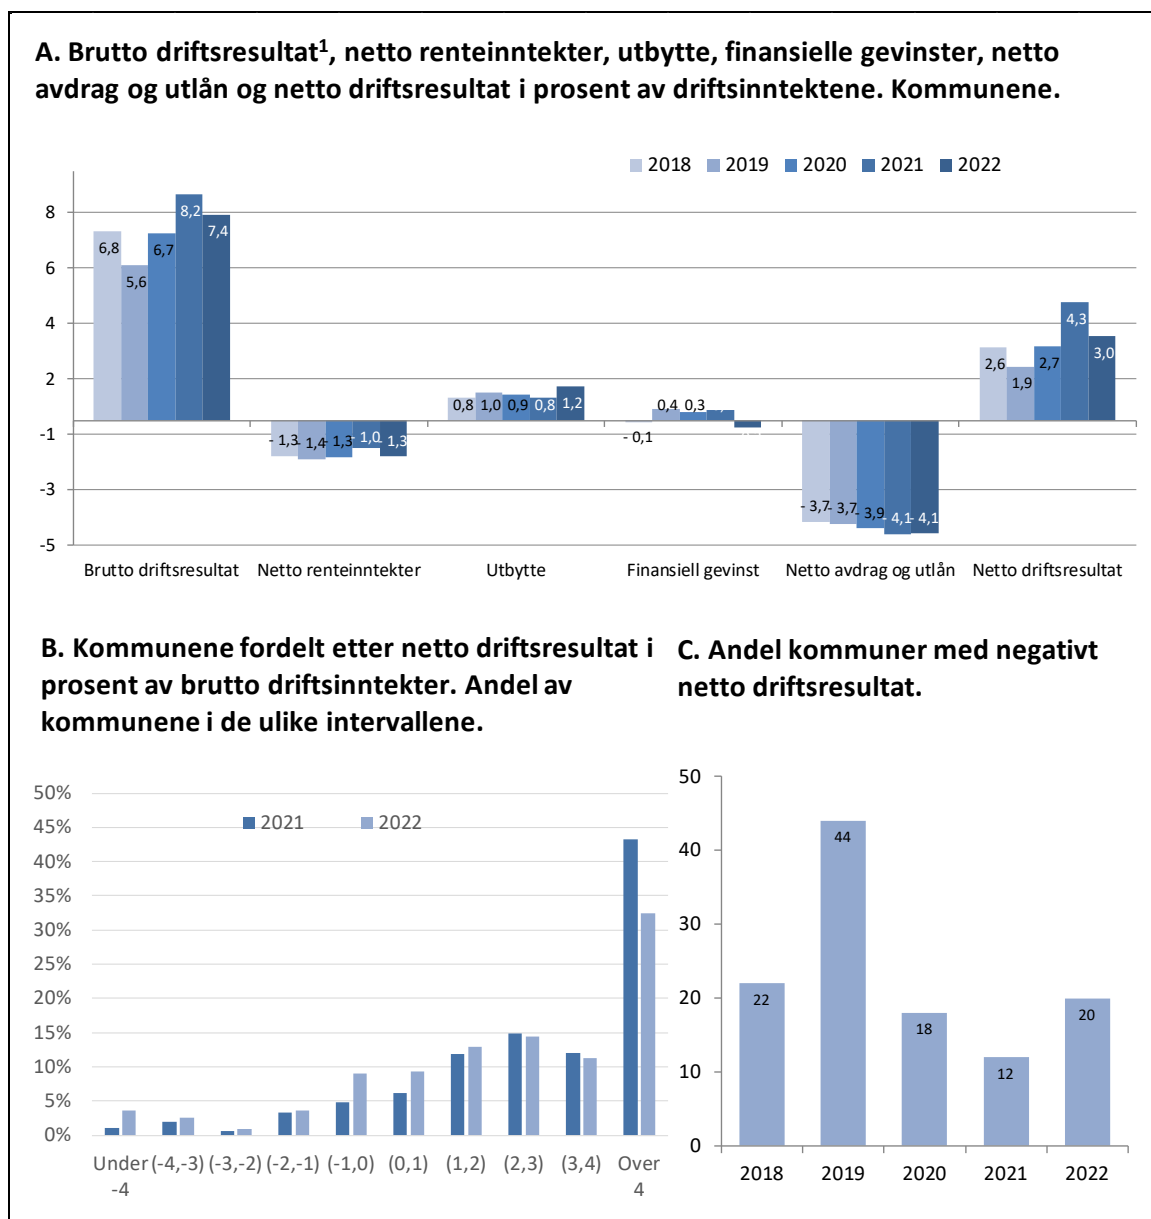 A. Brutto driftsresultat¹, netto renteinntekter, utbytte, finansielle gevinster, netto
avdrag og utlån og netto driftsresultat i prosent av driftsinntektene. Kommunene.
2018 2019 2020 2021 2022
8
6
4
2
-1
-3
-5
6,8 5,6 6,7 8,2 7,4
- 1,3 - 1,4 - 1,3 - 1,0 - 1,3
0,8 1,0 0,9 0,8 1,2
- 0,1 0,4 0,3
- 3,7 - 3,7 - 3,9 - 4,1 - 4,1
2,6 1,9 2,7 4,3 3,0
Brutto driftsresultat Netto renteinntekter Utbytte Finansiell gevinst Netto avdrag og utlån Netto driftsresultat
B. Kommunene fordelt etter netto driftsresultat i
prosent av brutto driftsinntekter. Andel av
kommunene i de ulike intervallene.
2021 2022
50%
45%
40%
35%
30%
25%
20%
15%
10%
5%
0%
Under (-4,-3) (-3,-2) (-2,-1) (-1,0) (0,1) (1,2) (2,3) (3,4) Over
-4 4
C. Andel kommuner med negativt
netto driftsresultat.
50
40
30
20
10
0
22 44 18 12 20
2018 2019 2020 2021 2022